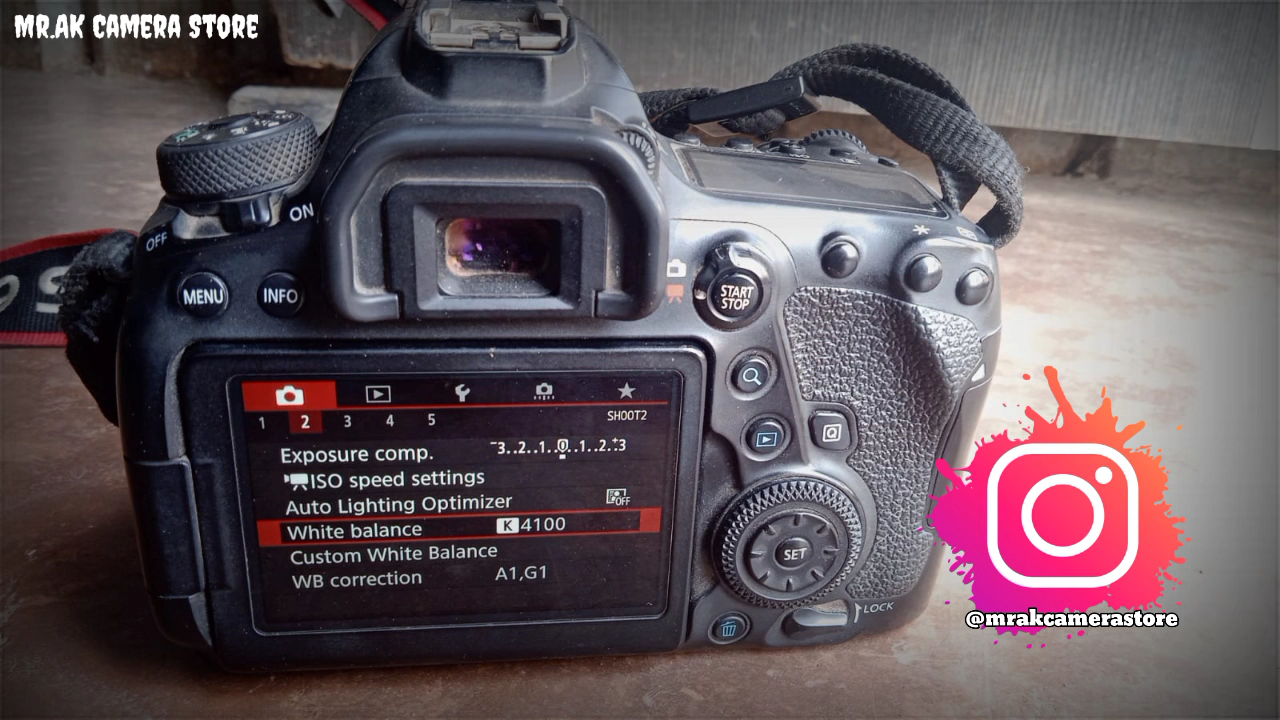 MR.AK CAMERA STORE
OFF
ON
MENU
INFO
START
STOP
1 2 3 4 5
SHOOT2
Exposure comp. -3..2..1..0..1..2..+3
ISO speed settings
Auto Lighting Optimizer OFF
White balance K 4100
Custom White Balance
WB correction A1,G1
Q
SET
LOCK
@mrakcamerastore